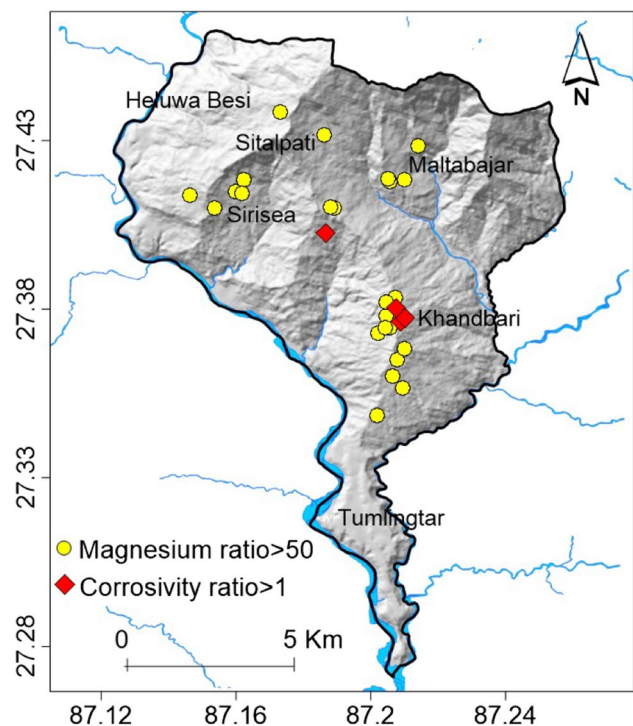 N
Heluwa Besi
27.43
Sitalpati
Maltabajar
Sirisea
27.38
Khandbari
27.33
Tumlingtar
Magnesium ratio>50
Corrosivity ratio>1
0 5 Km
27.28
87.12 87.16 87.2 87.24